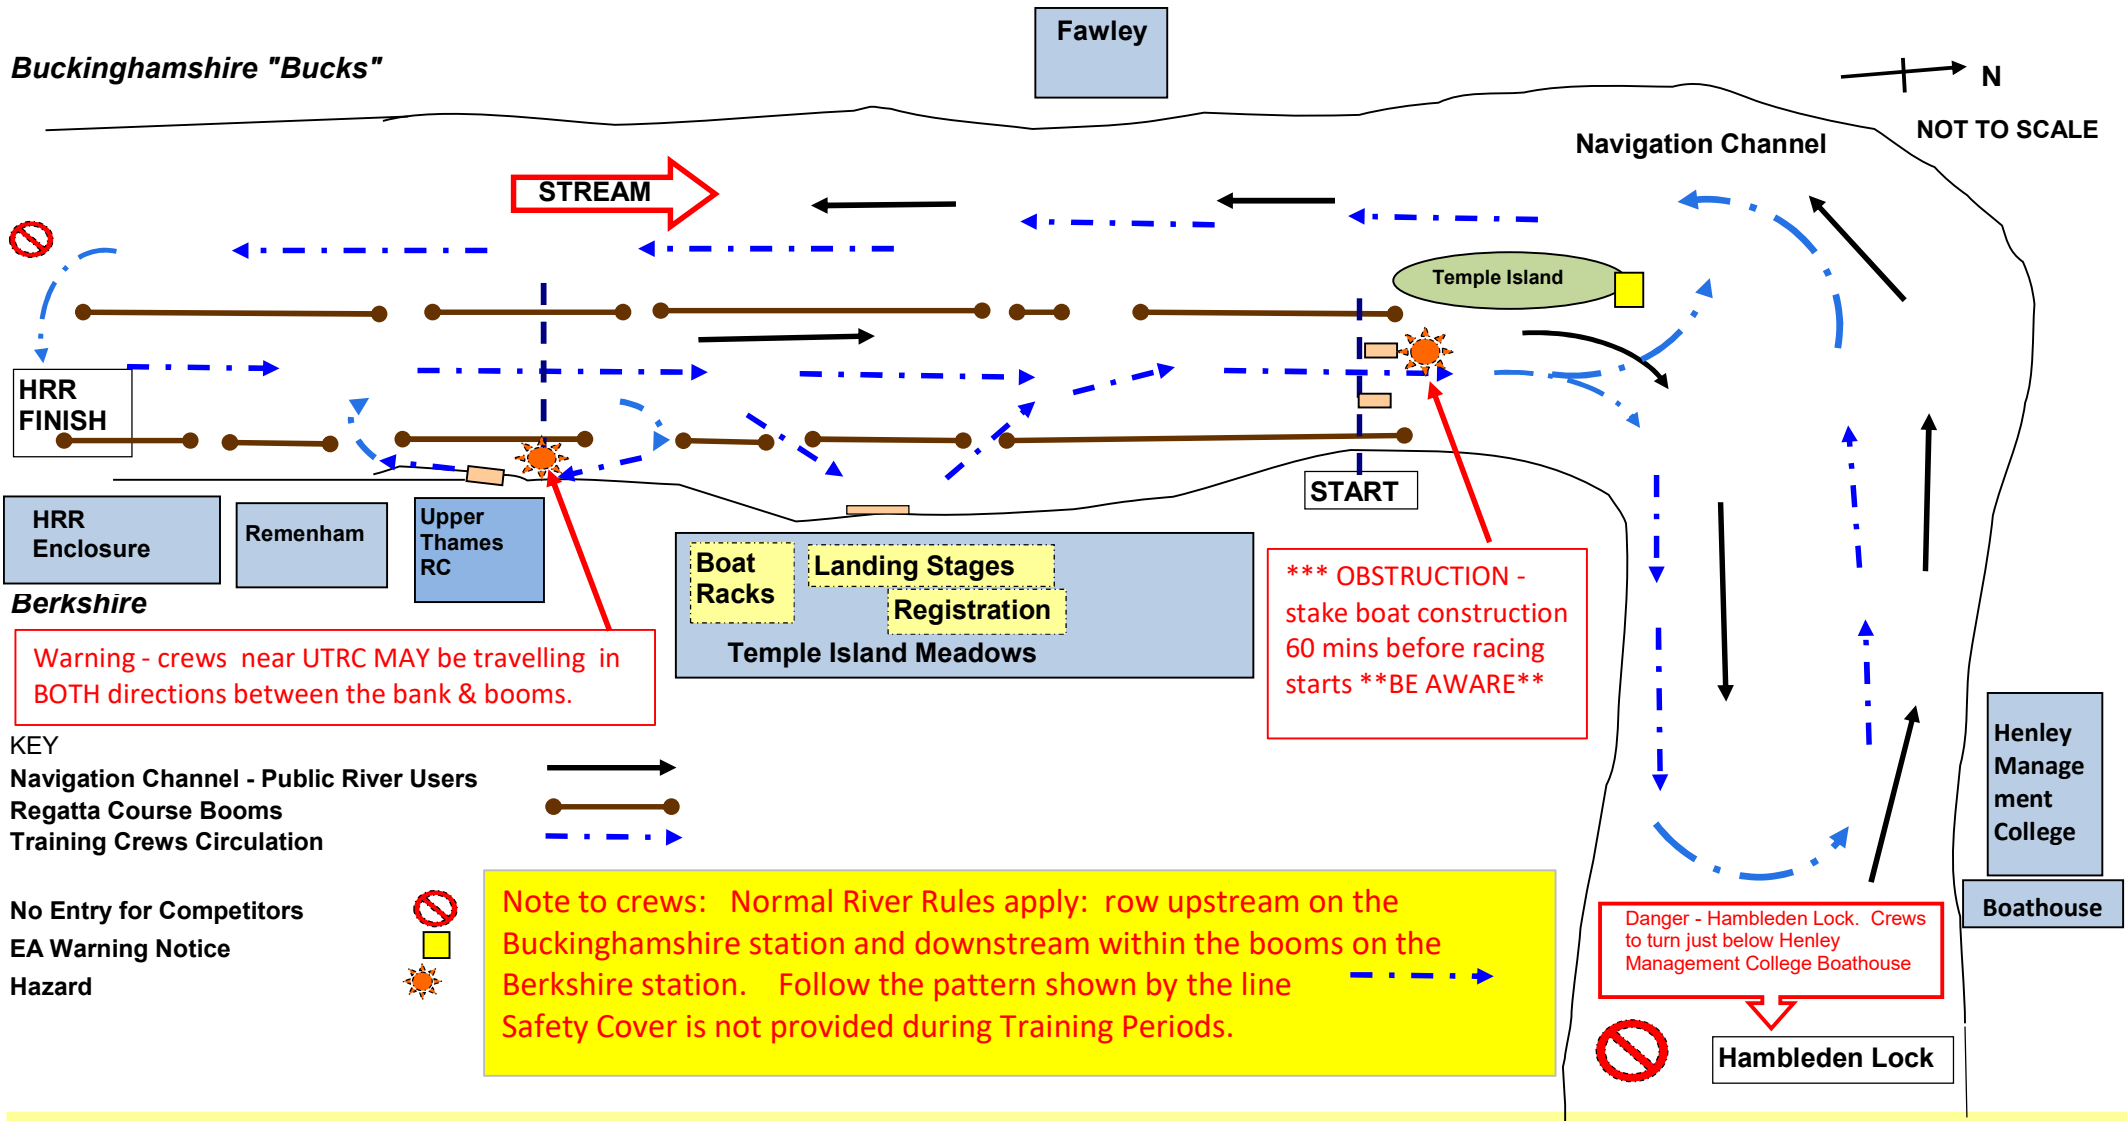 Fawley
Buckinghamshire "Bucks"
N
NOT TO SCALE
Navigation Channel
STREAM
Temple Island
HRR
FINISH
START
HRR
Enclosure
Remenham
Upper
Thames
RC
Boat
Racks
Landing Stages
Registration
Temple Island Meadows
*** OBSTRUCTION -
stake boat construction
60 mins before racing
starts **BE AWARE**
Berkshire
Warning - crews near UTRC MAY be travelling in
BOTH directions between the bank & booms.
Henley
Manage
ment
College
Boathouse
KEY
Navigation Channel - Public River Users
Regatta Course Booms
Training Crews Circulation
No Entry for Competitors
EA Warning Notice
Hazard
Note to crews: Normal River Rules apply: row upstream on the
Buckinghamshire station and downstream within the booms on the
Berkshire station. Follow the pattern shown by the line
Safety Cover is not provided during Training Periods.
Danger - Hambleden Lock. Crews
to turn just below Henley
Management College Boathouse
Hambleden Lock